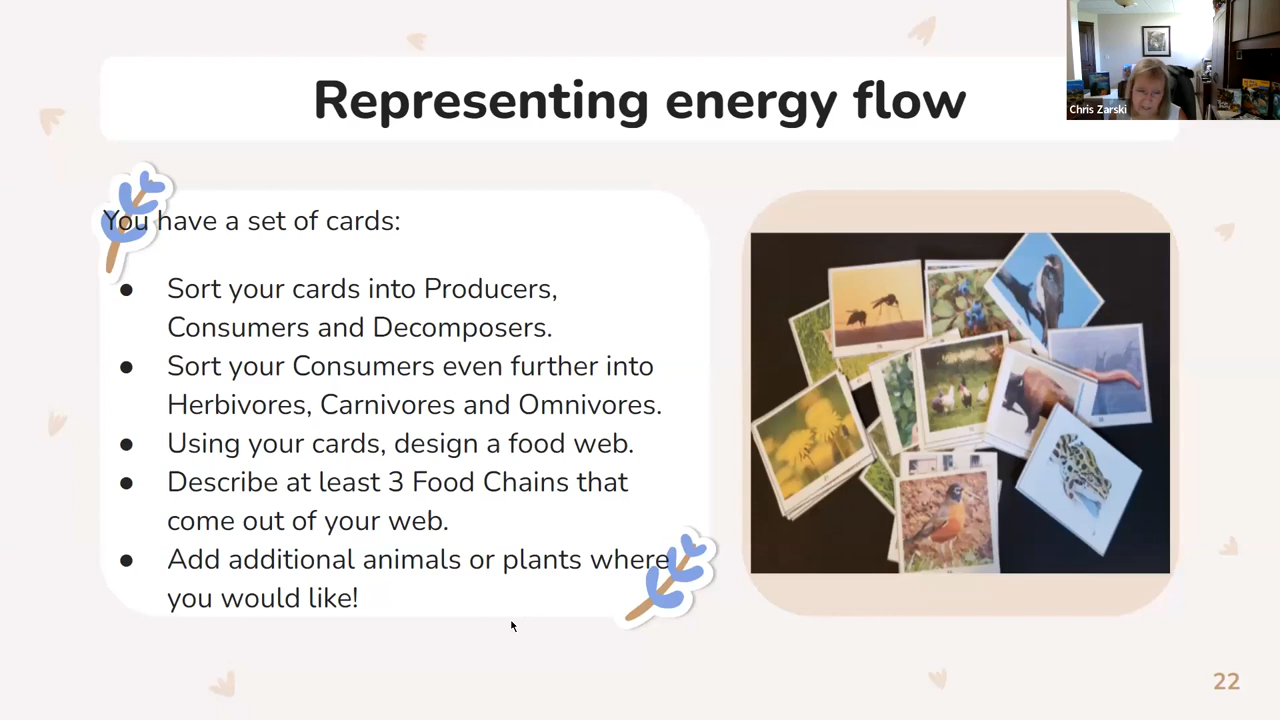 Representing energy flow
Chris Zarski
You have a set of cards:
● Sort your cards into Producers,
Consumers and Decomposers.
● Sort your Consumers even further into
Herbivores, Carnivores and Omnivores.
● Using your cards, design a food web.
● Describe at least 3 Food Chains that
come out of your web.
● Add additional animals or plants where
you would like!
22